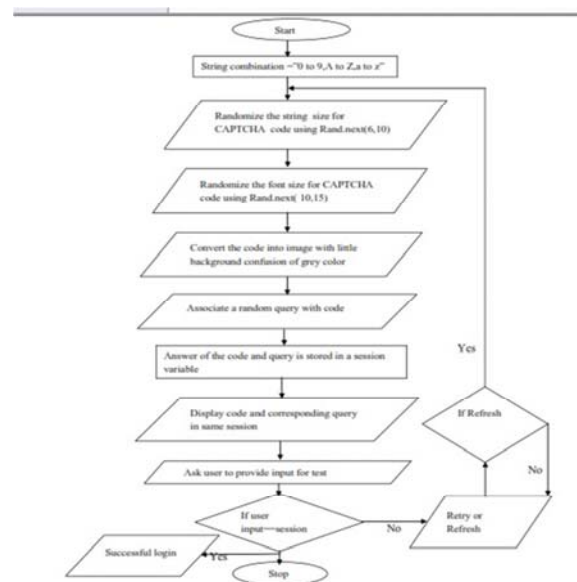 Start
String combination ="0 to 9,A to Z,a to z"
Randomize the string size for
CAPTCHA code using Rand.next(6,10)
Randomize the font size for CAPTCHA
code using Rand.next( 10,15)
Convert the code into image with little
background confusion of grey color
Associate a random query with code
Answer of the code and query is stored in a session
variable
Display code and corresponding query
in same session
Ask user to provide input for test
If user
input==session
Yes
Successful login
Stop
No
Retry or
Refresh
If Refresh
No
Yes